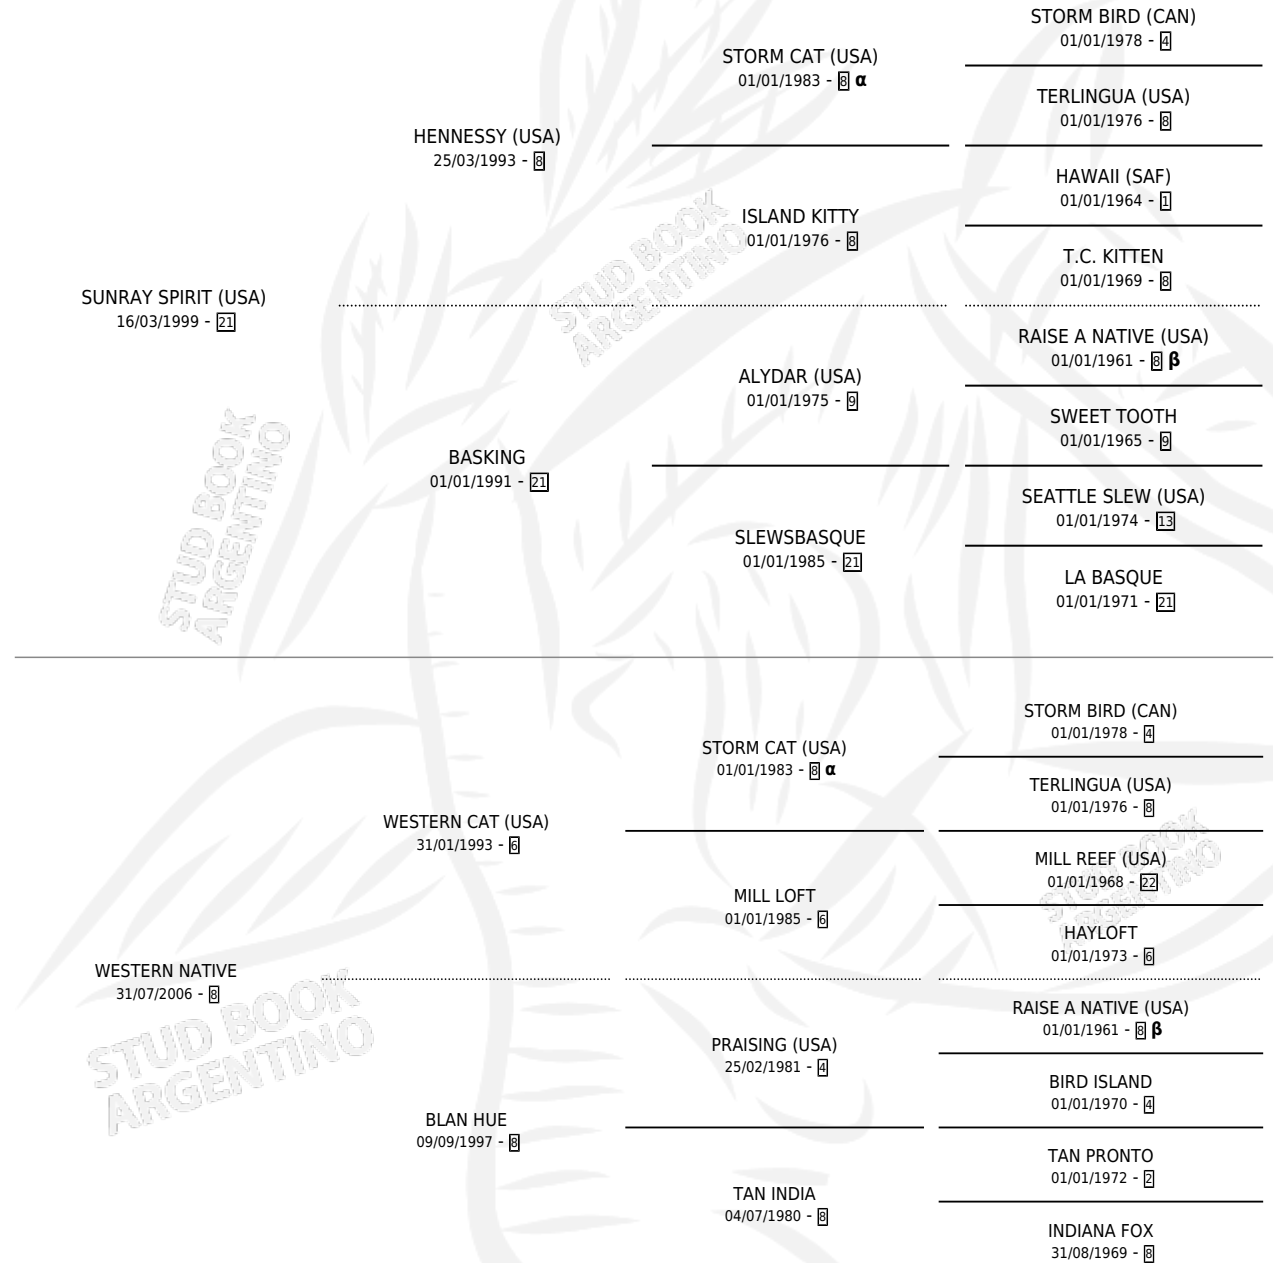 STORM BIRD (CAN)
01/01/1978 - 4
STORM CAT (USA)
01/01/1983 - 8 α
TERLINGUA (USA)
01/01/1976 - 8
HENNESSY (USA)
25/03/1993 - 8
HAWAII (SAF)
01/01/1964 - 1
ISLAND KITTY
01/01/1976 - 8
T.C. KITTEN
01/01/1969 - 8
SUNRAY SPIRIT (USA)
16/03/1999 - 21
RAISE A NATIVE (USA)
01/01/1961 - 8 β
ALYDAR (USA)
01/01/1975 - 9
SWEET TOOTH
01/01/1965 - 9
BASKING
01/01/1991 - 21
SEATTLE SLEW (USA)
01/01/1974 - 13
SLEWSBASQUE
01/01/1985 - 21
LA BASQUE
01/01/1971 - 21
STORM BIRD (CAN)
01/01/1978 - 4
STORM CAT (USA)
01/01/1983 - 8 α
TERLINGUA (USA)
01/01/1976 - 8
WESTERN CAT (USA)
31/01/1993 - 6
MILL REEF (USA)
01/01/1968 - 22
MILL LOFT
01/01/1985 - 6
HAYLOFT
01/01/1973 - 6
WESTERN NATIVE
31/07/2006 - 8
RAISE A NATIVE (USA)
01/01/1961 - 8 β
PRAISING (USA)
25/02/1981 - 4
BIRD ISLAND
01/01/1970 - 4
BLAN HUE
09/09/1997 - 8
TAN PRONTO
01/01/1972 - 2
TAN INDIA
04/07/1980 - 8
INDIANA FOX
31/08/1969 - 8
STUD BOOK
ARGENTINO
STUD BOOK
ARGENTINO
STUD BOOK
ARGENTINO
STUD BOOK
ARGENTINO